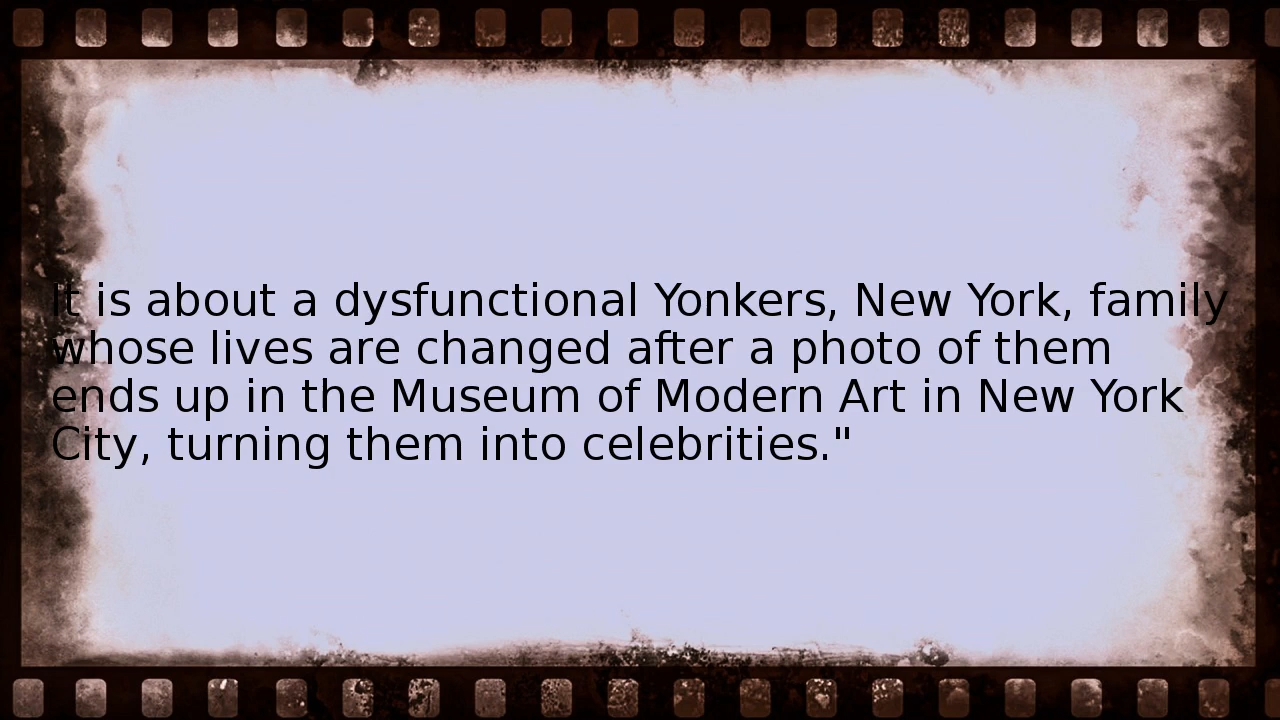 It is about a dysfunctional Yonkers, New York, family
whose lives are changed after a photo of them
ends up in the Museum of Modern Art in New York
City, turning them into celebrities."